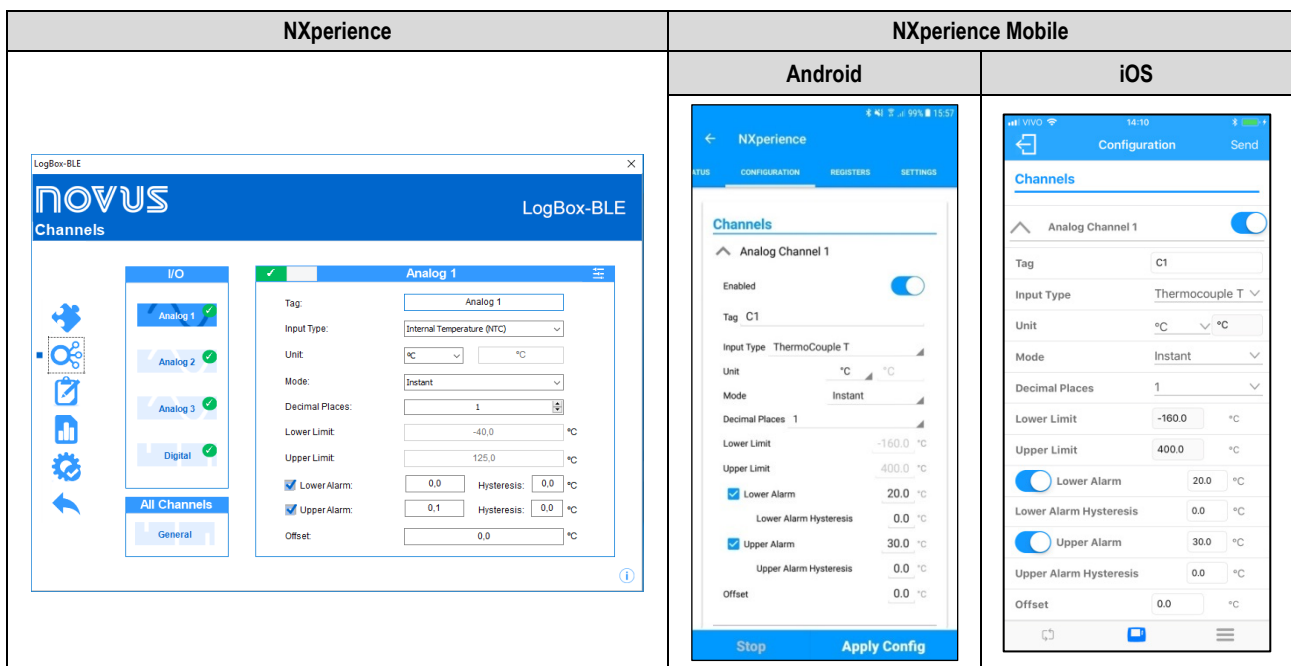 NXperience
NXperience Mobile
Android
iOS
LogBox-BLE
novus
LogBox-BLE
Channels
I/O
Analog 1
Analog 2
Analog 3
Digital
All Channels
General
Analog 1
Tag: Analog 1
Input Type: Internal Temperature (NTC)
Unit: ºC ºC
Mode: Instant
Decimal Places: 1
Lower Limit: -40,0 ºC
Upper Limit: 125,0 ºC
Lower Alarm: 0,0 Hysteresis: 0,0 ºC
Upper Alarm: 0,1 Hysteresis: 0,0 ºC
Offset: 0,0 ºC
99% 15:57
NXperience
ATUS CONFIGURATION REGISTERS SETTINGS
Channels
Analog Channel 1
Enabled
Tag C1
Input Type ThermoCouple T
Unit °C °C
Mode Instant
Decimal Places 1
Lower Limit -160.0 °C
Upper Limit 400.0 °C
Lower Alarm 20.0 °C
Lower Alarm Hysteresis 0.0 °C
Upper Alarm 30.0 °C
Upper Alarm Hysteresis 0.0 °C
Offset 0.0 °C
Stop Apply Config
VIVO 14:10
Configuration Send
Channels
Analog Channel 1
Tag C1
Input Type Thermocouple T
Unit °C °C
Mode Instant
Decimal Places 1
Lower Limit -160.0 °C
Upper Limit 400.0 °C
Lower Alarm 20.0 °C
Lower Alarm Hysteresis 0.0 °C
Upper Alarm 30.0 °C
Upper Alarm Hysteresis 0.0 °C
Offset 0.0 °C